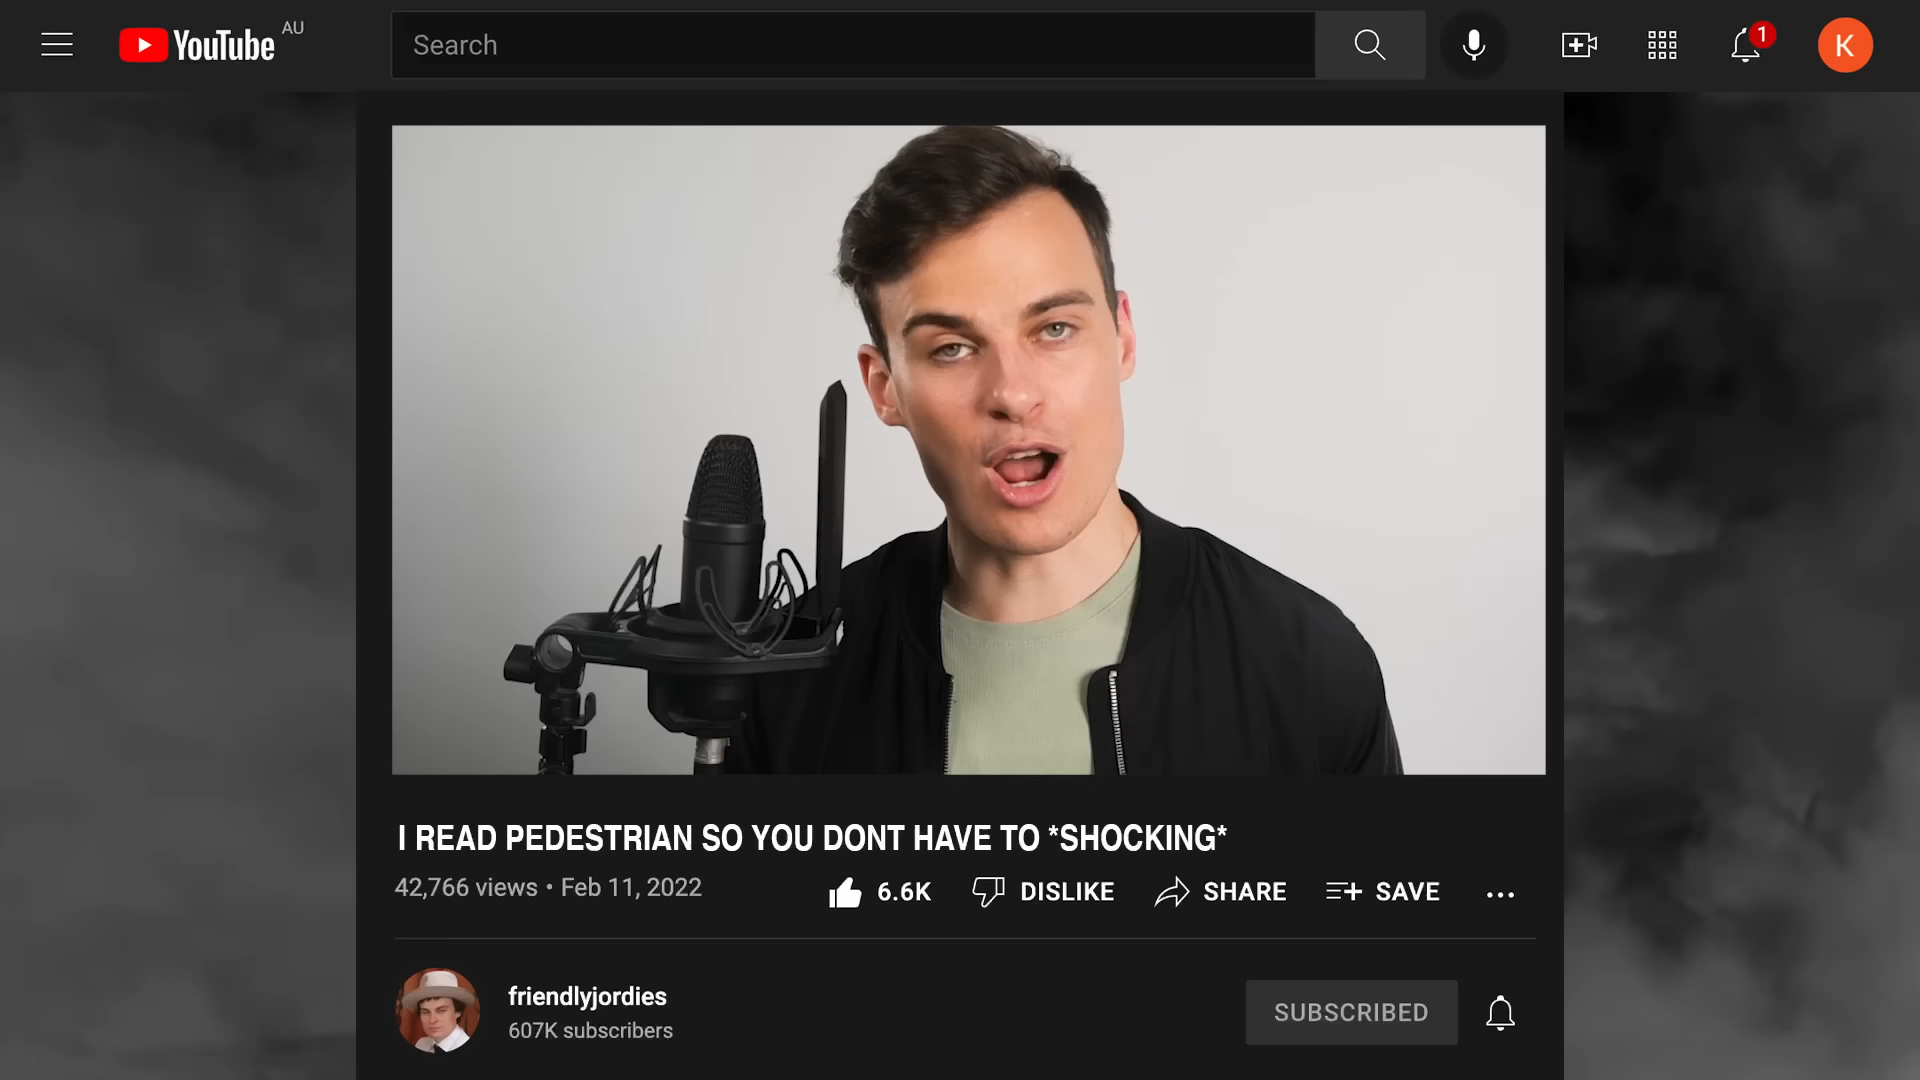 YouTube AU
Search
1
K
I READ PEDESTRIAN SO YOU DONT HAVE TO *SHOCKING*
42,766 views • Feb 11, 2022
6.6K DISLIKE SHARE SAVE
friendlyjordies
607K subscribers
SUBSCRIBED